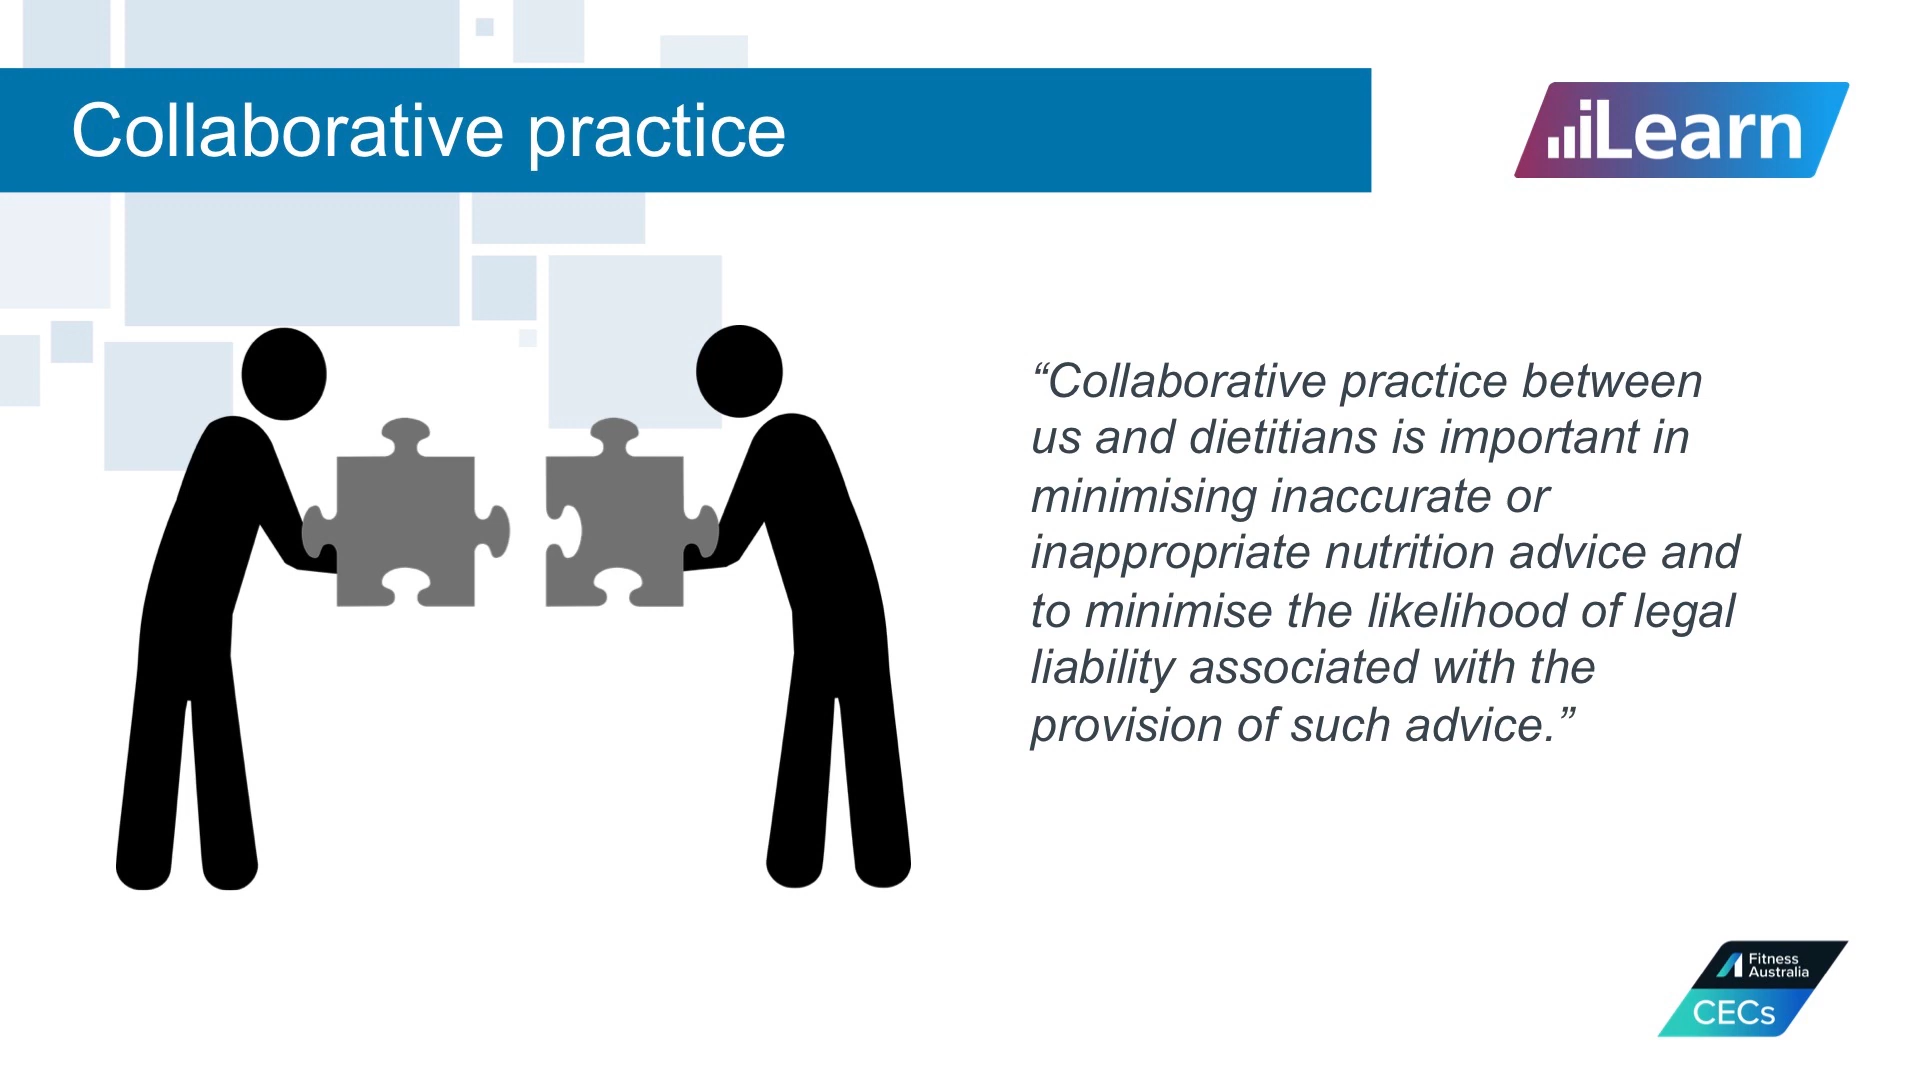 Collaborative practice
iLearn
“Collaborative practice between
us and dietitians is important in
minimising inaccurate or
inappropriate nutrition advice and
to minimise the likelihood of legal
liability associated with the
provision of such advice.”
Fitness
Australia
CECs